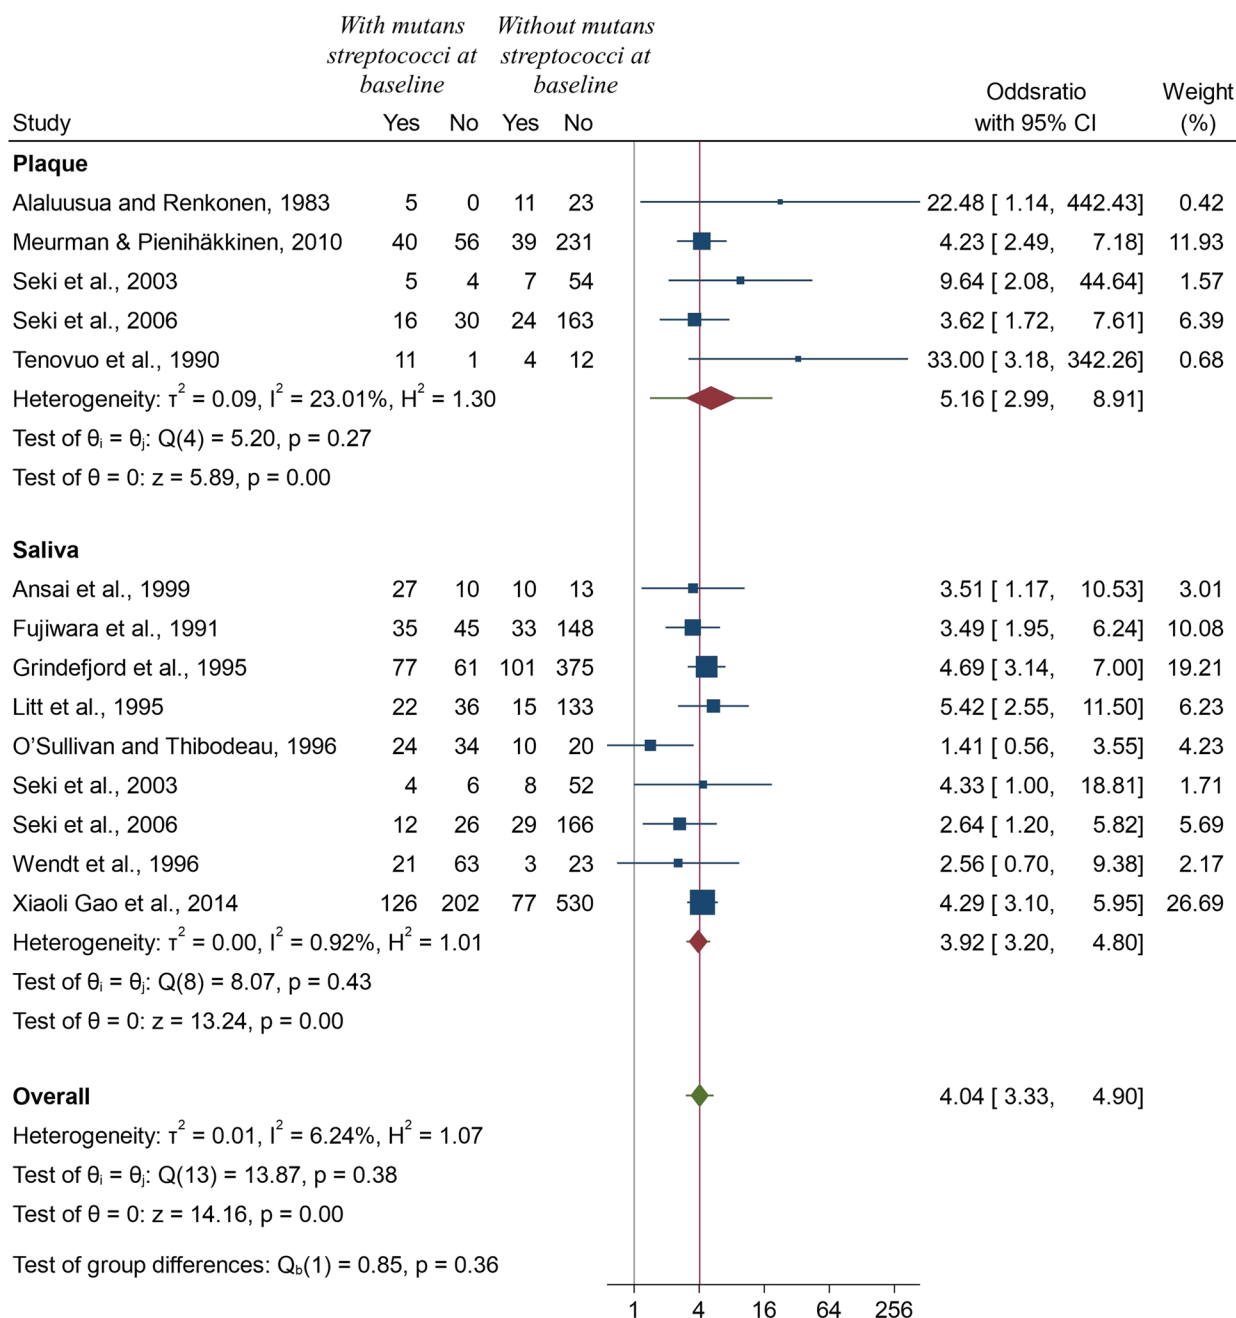 With mutans streptococci at baseline Without mutans streptococci at baseline
Oddsratio Weight
Study Yes No Yes No with 95% CI (%)
Plaque
Alaluusua and Renkonen, 1983 5 0 11 23 22.48 [ 1.14, 442.43] 0.42
Meurman & Pienihäkkinen, 2010 40 56 39 231 4.23 [ 2.49, 7.18] 11.93
Seki et al., 2003 5 4 7 54 9.64 [ 2.08, 44.64] 1.57
Seki et al., 2006 16 30 24 163 3.62 [ 1.72, 7.61] 6.39
Tenovuo et al., 1990 11 1 4 12 33.00 [ 3.18, 342.26] 0.68
Heterogeneity: τ² = 0.09, I² = 23.01%, H² = 1.30 5.16 [ 2.99, 8.91]
Test of θᵢ = θⱼ: Q(4) = 5.20, p = 0.27
Test of θ = 0: z = 5.89, p = 0.00
Saliva
Ansai et al., 1999 27 10 10 13 3.51 [ 1.17, 10.53] 3.01
Fujiwara et al., 1991 35 45 33 148 3.49 [ 1.95, 6.24] 10.08
Grindefjord et al., 1995 77 61 101 375 4.69 [ 3.14, 7.00] 19.21
Litt et al., 1995 22 36 15 133 5.42 [ 2.55, 11.50] 6.23
O’Sullivan and Thibodeau, 1996 24 34 10 20 1.41 [ 0.56, 3.55] 4.23
Seki et al., 2003 4 6 8 52 4.33 [ 1.00, 18.81] 1.71
Seki et al., 2006 12 26 29 166 2.64 [ 1.20, 5.82] 5.69
Wendt et al., 1996 21 63 3 23 2.56 [ 0.70, 9.38] 2.17
Xiaoli Gao et al., 2014 126 202 77 530 4.29 [ 3.10, 5.95] 26.69
Heterogeneity: τ² = 0.00, I² = 0.92%, H² = 1.01 3.92 [ 3.20, 4.80]
Test of θᵢ = θⱼ: Q(8) = 8.07, p = 0.43
Test of θ = 0: z = 13.24, p = 0.00
Overall 4.04 [ 3.33, 4.90]
Heterogeneity: τ² = 0.01, I² = 6.24%, H² = 1.07
Test of θᵢ = θⱼ: Q(13) = 13.87, p = 0.38
Test of θ = 0: z = 14.16, p = 0.00
Test of group differences: Q_b(1) = 0.85, p = 0.36
1 4 16 64 256